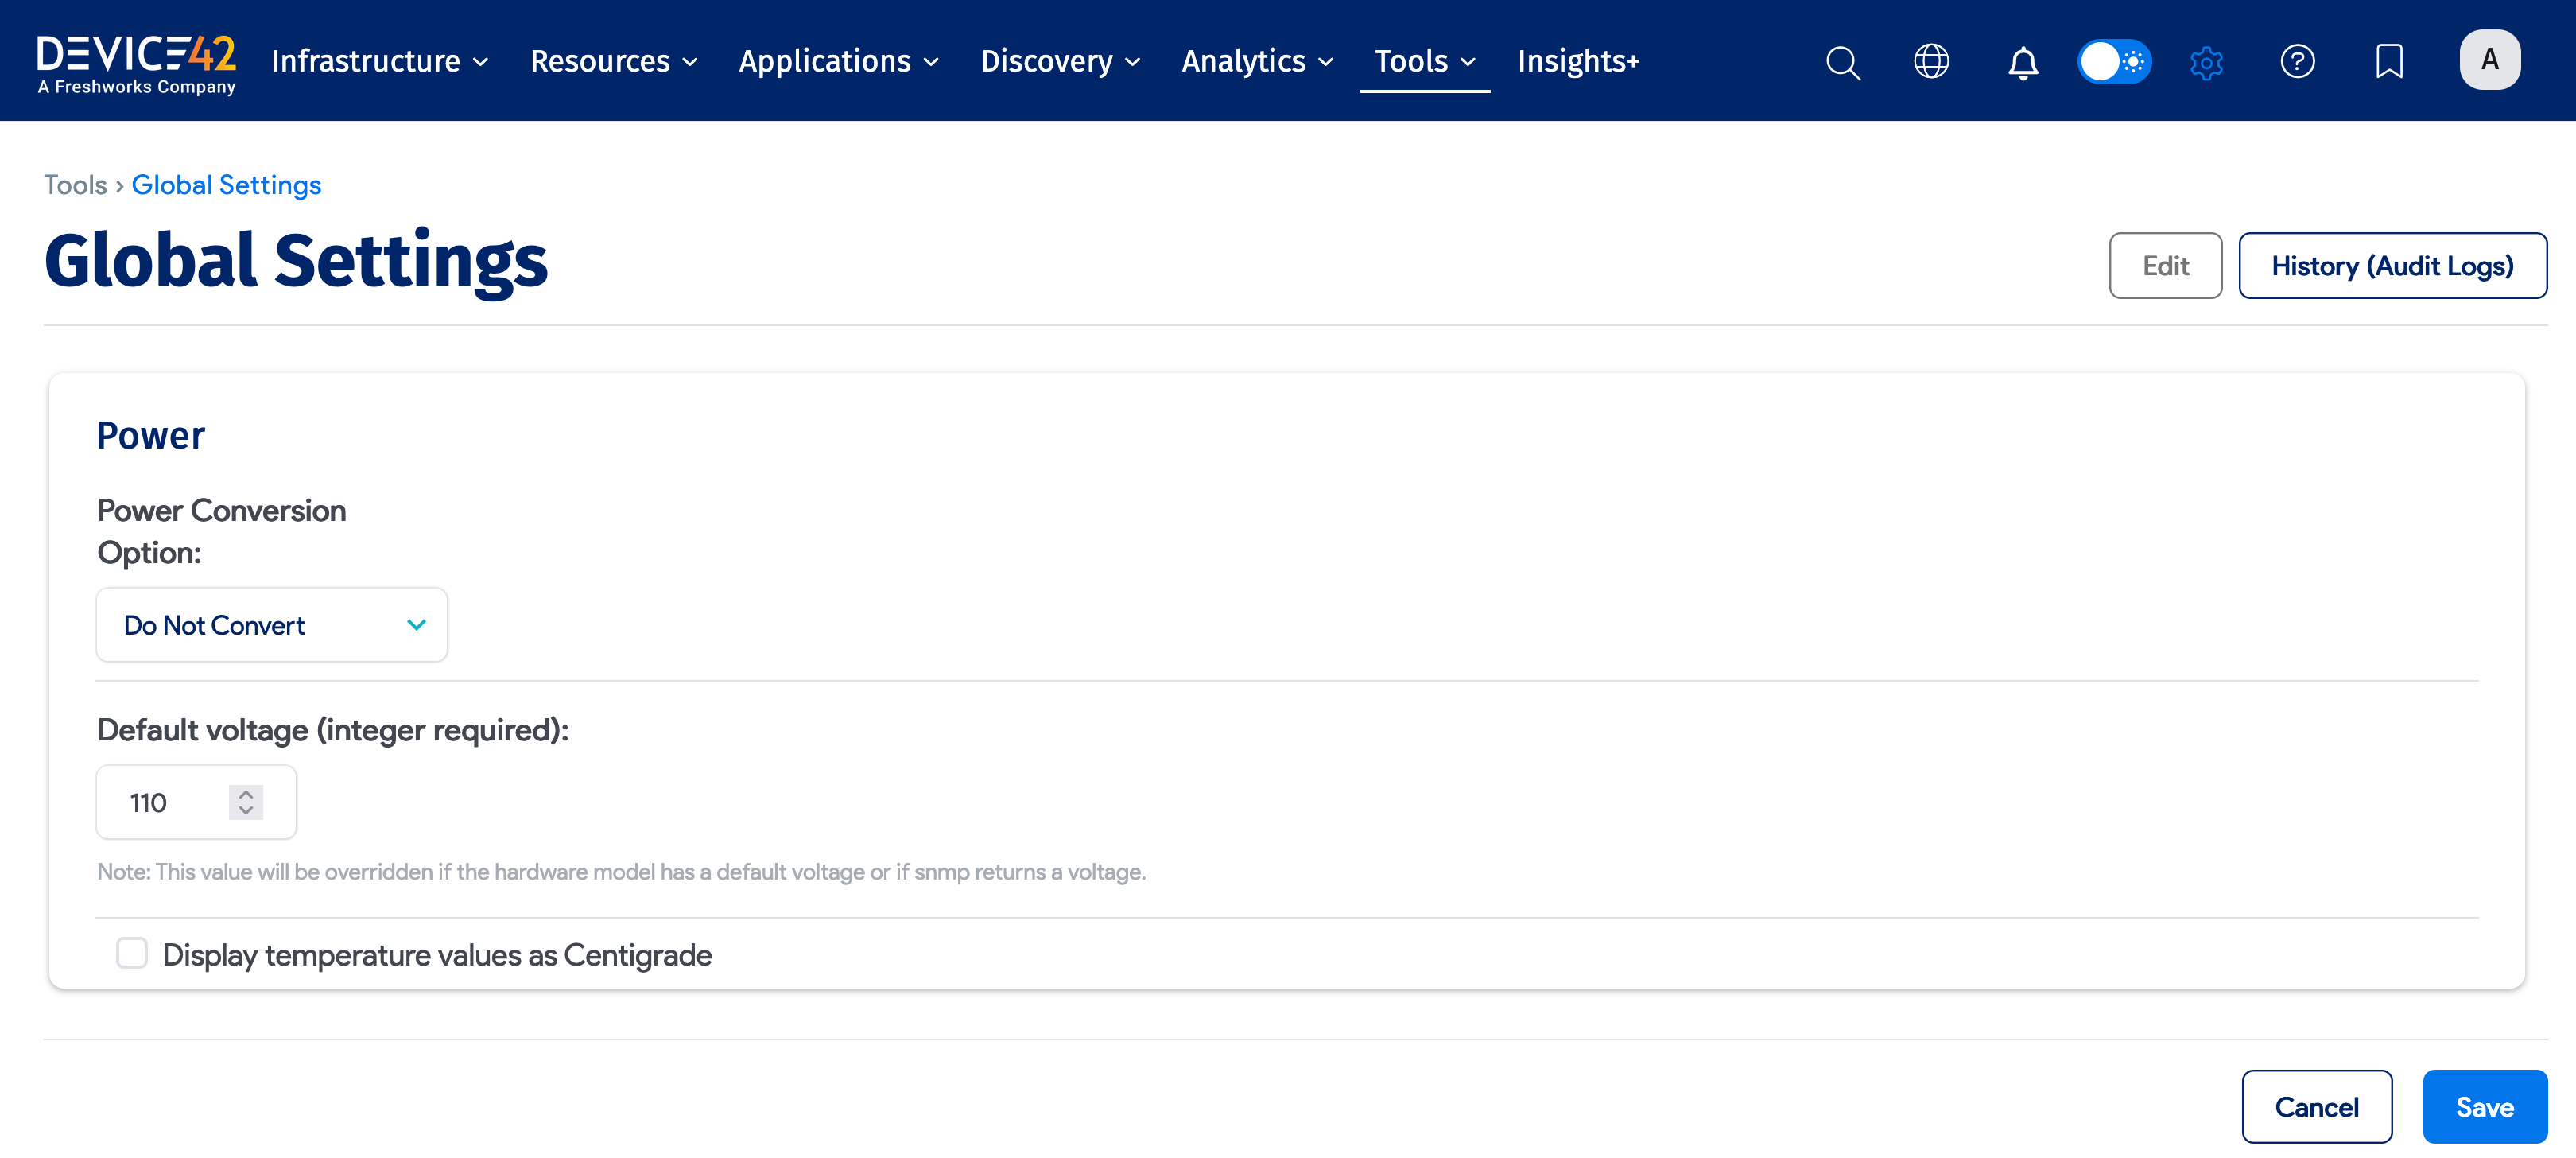 DEVICE42
A Freshworks Company
Infrastructure
Resources
Applications
Discovery
Analytics
Tools
Insights+
A
Tools › Global Settings
Global Settings
Edit
History (Audit Logs)
Power
Power Conversion
Option:
Do Not Convert
Default voltage (integer required):
110
Note: This value will be overridden if the hardware model has a default voltage or if snmp returns a voltage.
Display temperature values as Centigrade
Cancel
Save